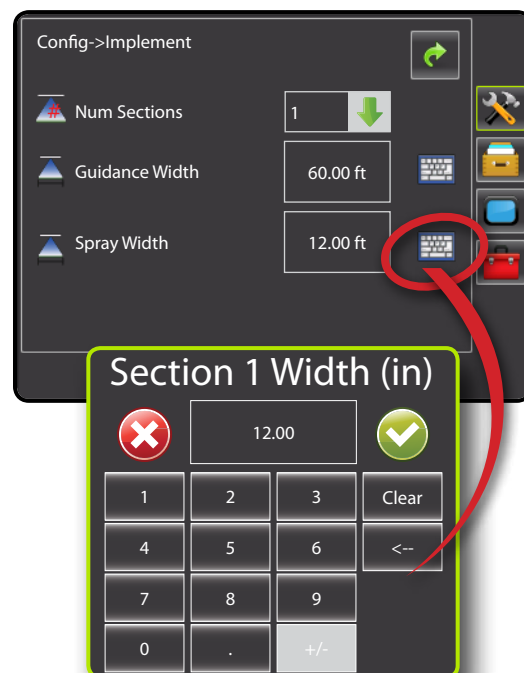 Config->Implement
Num Sections 1
Guidance Width 60.00 ft
Spray Width 12.00 ft
Section 1 Width (in)
12.00
1 2 3 Clear
4 5 6 <--
7 8 9
0 . +/-